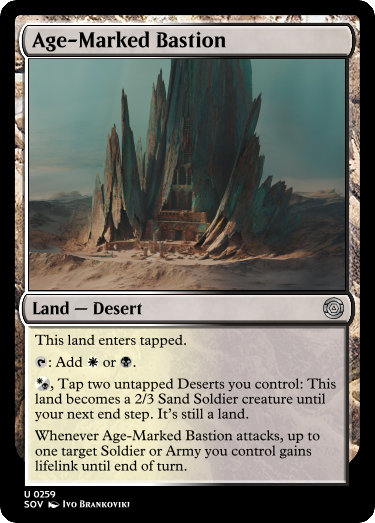 Age-Marked Bastion
Land — Desert
This land enters tapped.
: Add or .
, Tap two untapped Deserts you control: This
land becomes a 2/3 Sand Soldier creature until
your next end step. It's still a land.
Whenever Age-Marked Bastion attacks, up to
one target Soldier or Army you control gains
lifelink until end of turn.
U 0259
SOV Ivo Brankoviki